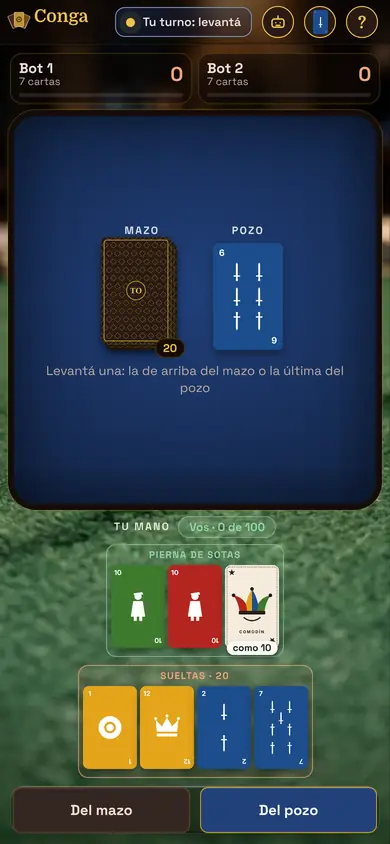 Conga
Tu turno: levantá
?
Bot 1
7 cartas
0
Bot 2
7 cartas
0
MAZO
POZO
TO
20
6
6
Levantá una: la de arriba del mazo o la última del
pozo
TU MANO
Vos · 0 de 100
PIERNA DE SOTAS
10
10
10
10
COMODÍN
como 10
SUELTAS · 20
1
1
12
12
2
2
7
7
Del mazo
Del pozo